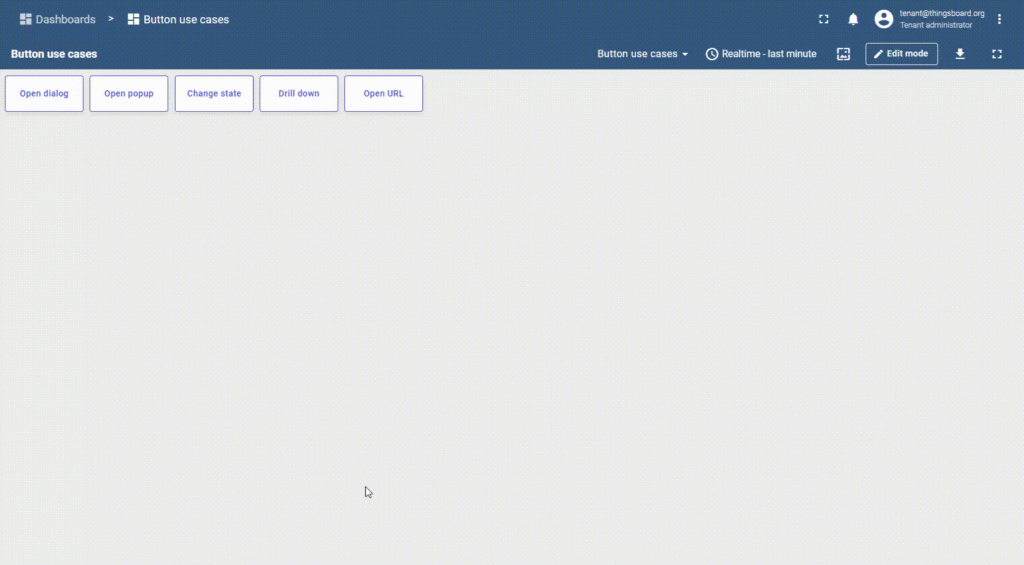 Dashboards > Button use cases
tenant@thingsboard.org
Tenant administrator
Button use cases
Button use cases
Realtime - last minute
Edit mode
Open dialog
Open popup
Change state
Drill down
Open URL